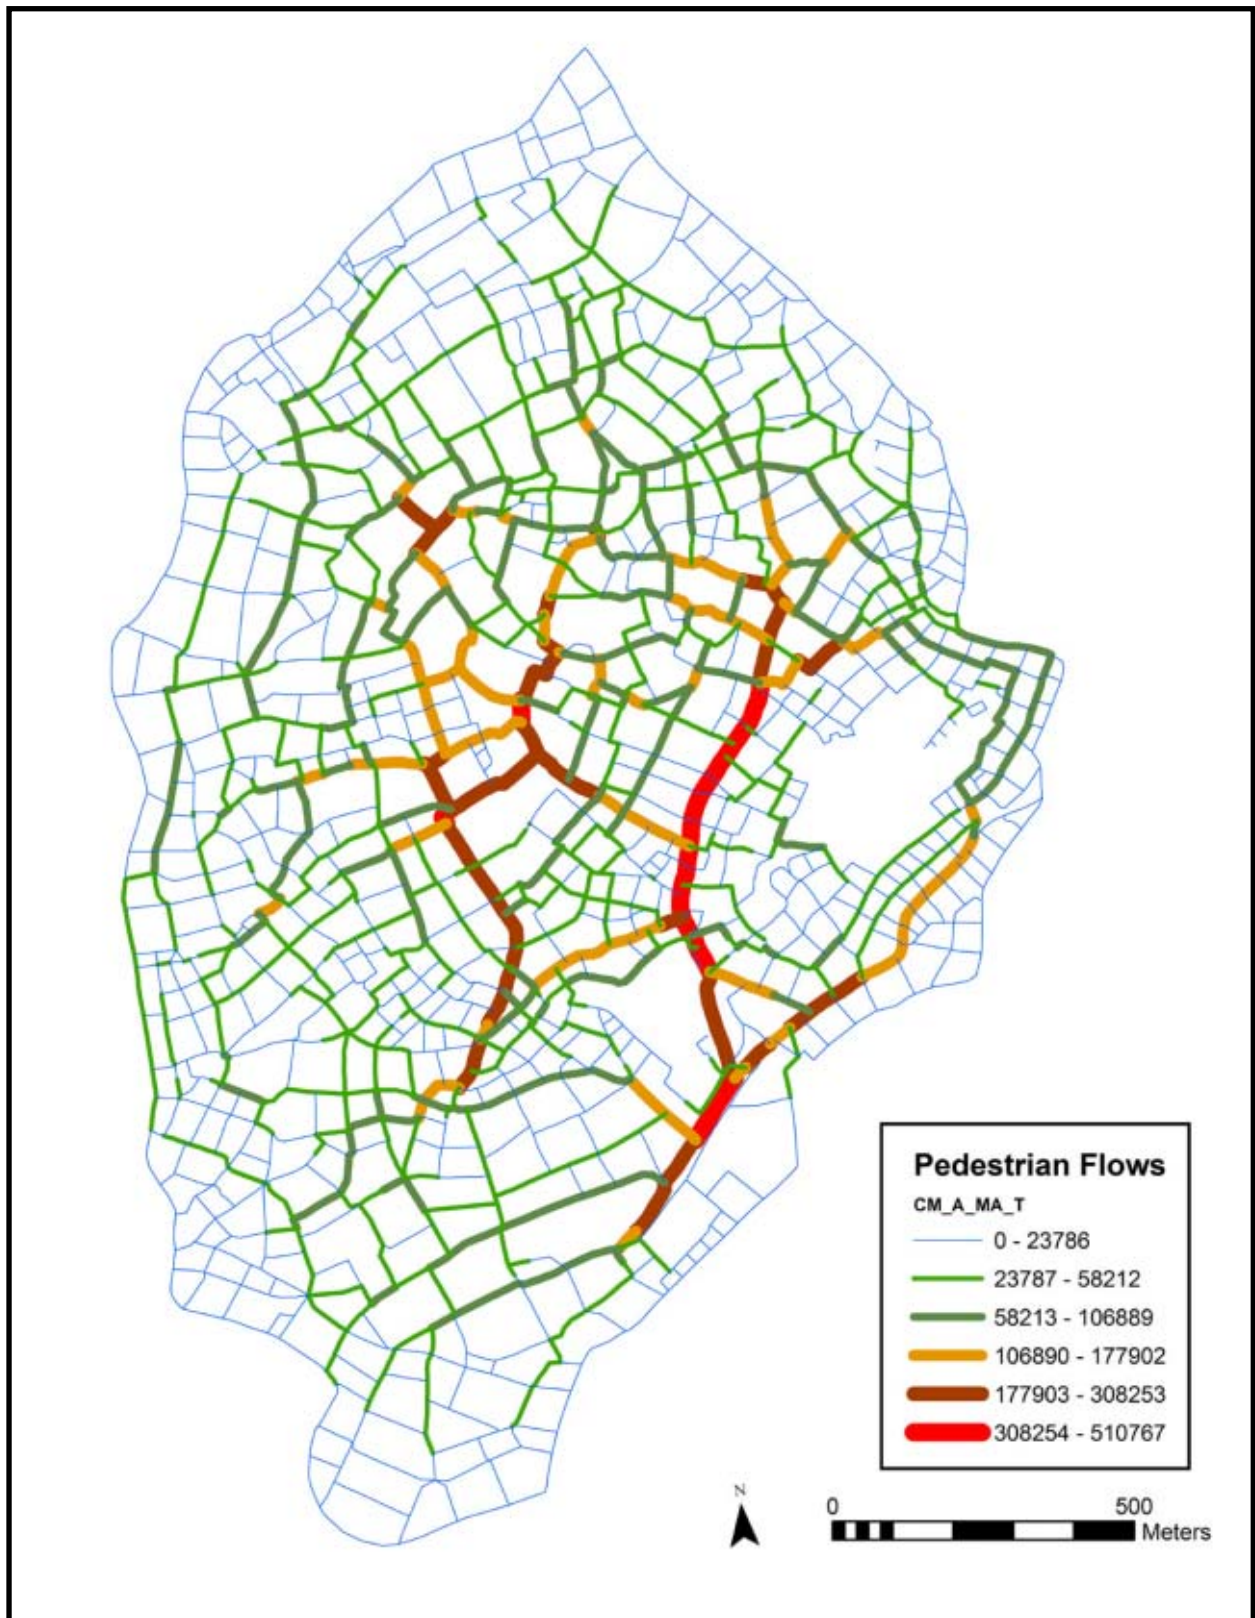 Pedestrian Flows
CM_A_MA_T
0 - 23786
23787 - 58212
58213 - 106889
106890 - 177902
177903 - 308253
308254 - 510767
N
0 500
Meters